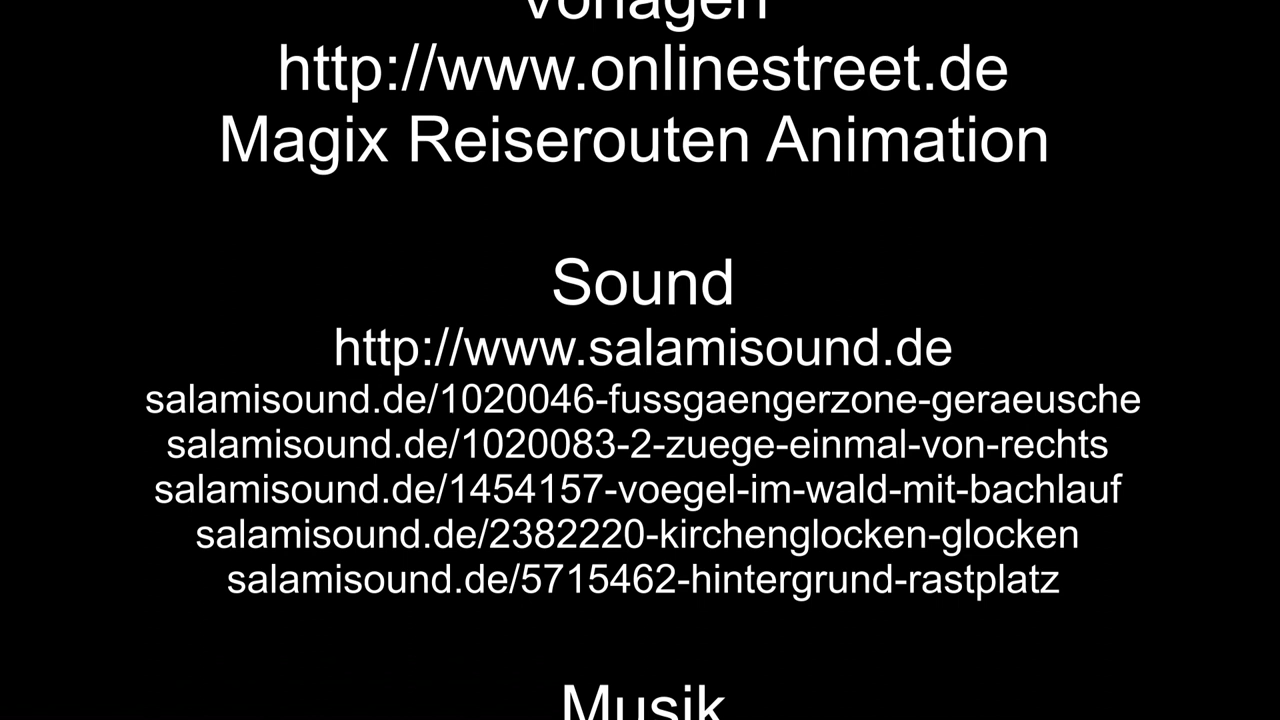 Vorlagen
http://www.onlinestreet.de
Magix Reiserouten Animation
Sound
http://www.salamisound.de
salamisound.de/1020046-fussgaengerzone-geraeusche
salamisound.de/1020083-2-zuege-einmal-von-rechts
salamisound.de/1454157-voegel-im-wald-mit-bachlauf
salamisound.de/2382220-kirchenglocken-glocken
salamisound.de/5715462-hintergrund-rastplatz
Musik